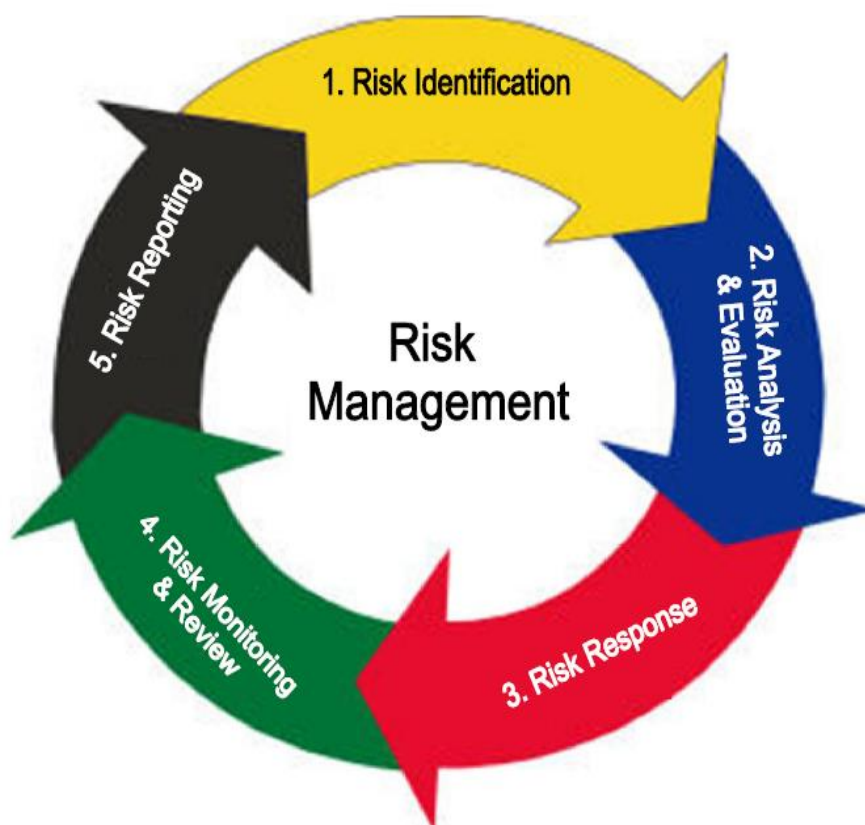 1. Risk Identification
2. Risk Analysis
& Evaluation
3. Risk Response
4. Risk Monitoring
& Review
5. Risk Reporting
Risk
Management